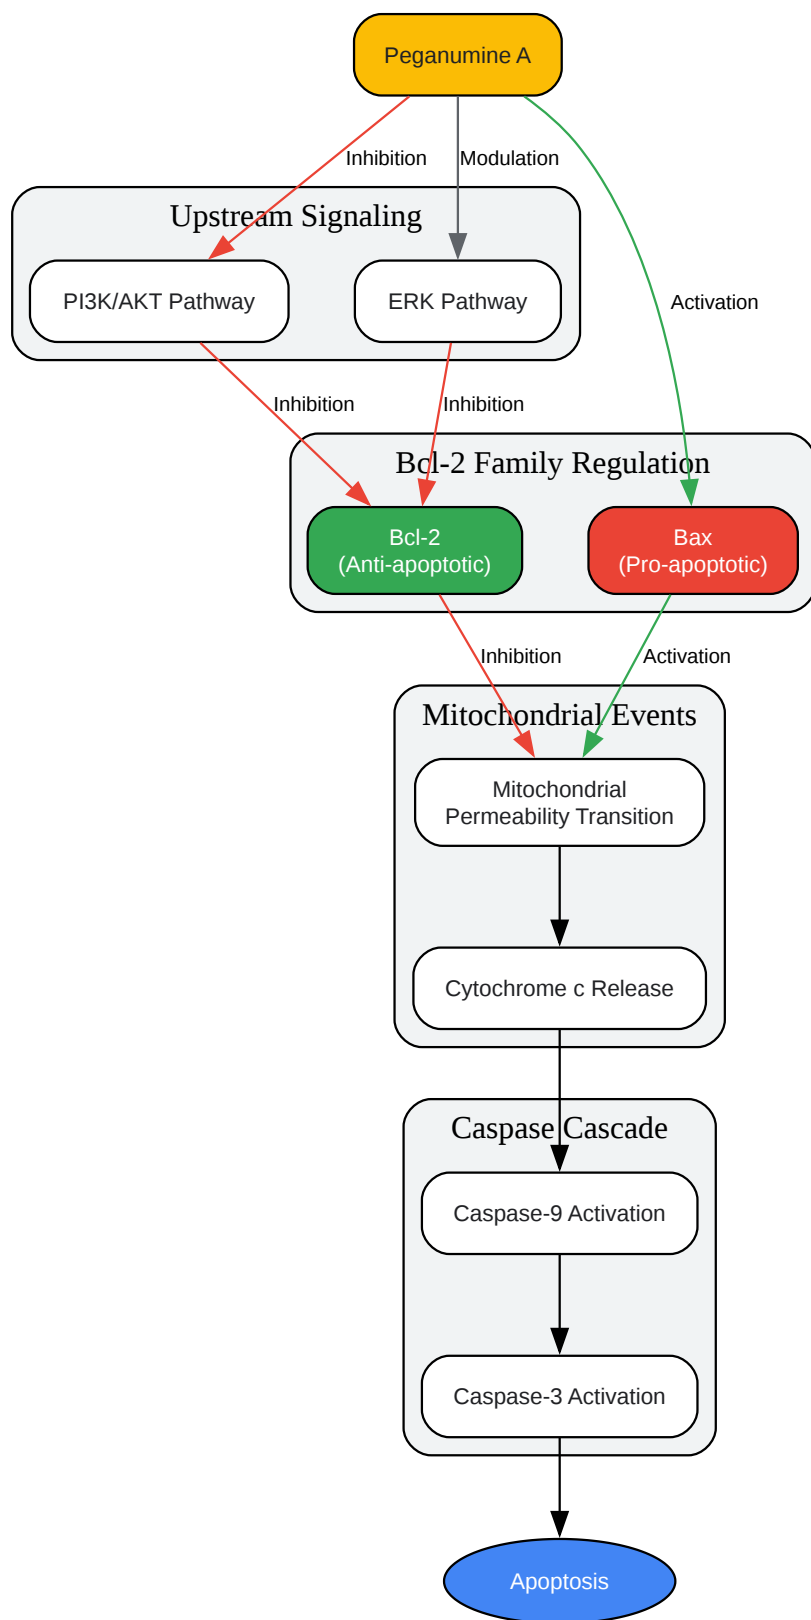 Peganumine A
Inhibition
Modulation
Upstream Signaling
PI3K/AKT Pathway
ERK Pathway
Activation
Inhibition
Inhibition
Bcl-2 Family Regulation
Bcl-2
(Anti-apoptotic)
Bax
(Pro-apoptotic)
Inhibition
Activation
Mitochondrial Events
Mitochondrial
Permeability Transition
Cytochrome c Release
Caspase Cascade
Caspase-9 Activation
Caspase-3 Activation
Apoptosis